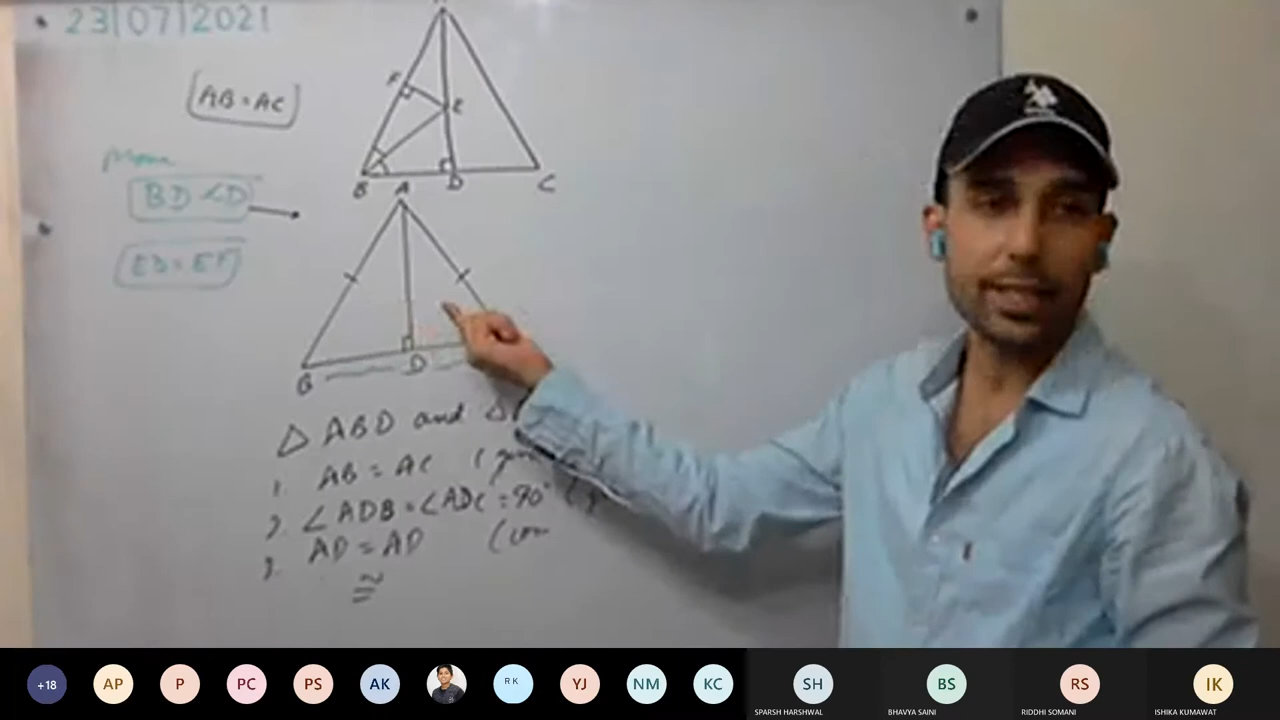 23/07/2021
AB = AC
F
E
B
D
C
BD
ED = EF
A
B
D
△ ABD and △
1. AB = AC
2. ∠ADB = ∠ADC = 90°
3. AD = AD
≅
+18
AP
P
PC
PS
AK
RK
YJ
NM
KC
SH
BS
RS
IK
SPARSH HARSHWAL
BHAVYA SAINI
RIDDHI SOMANI
ISHIKA KUMAWAT